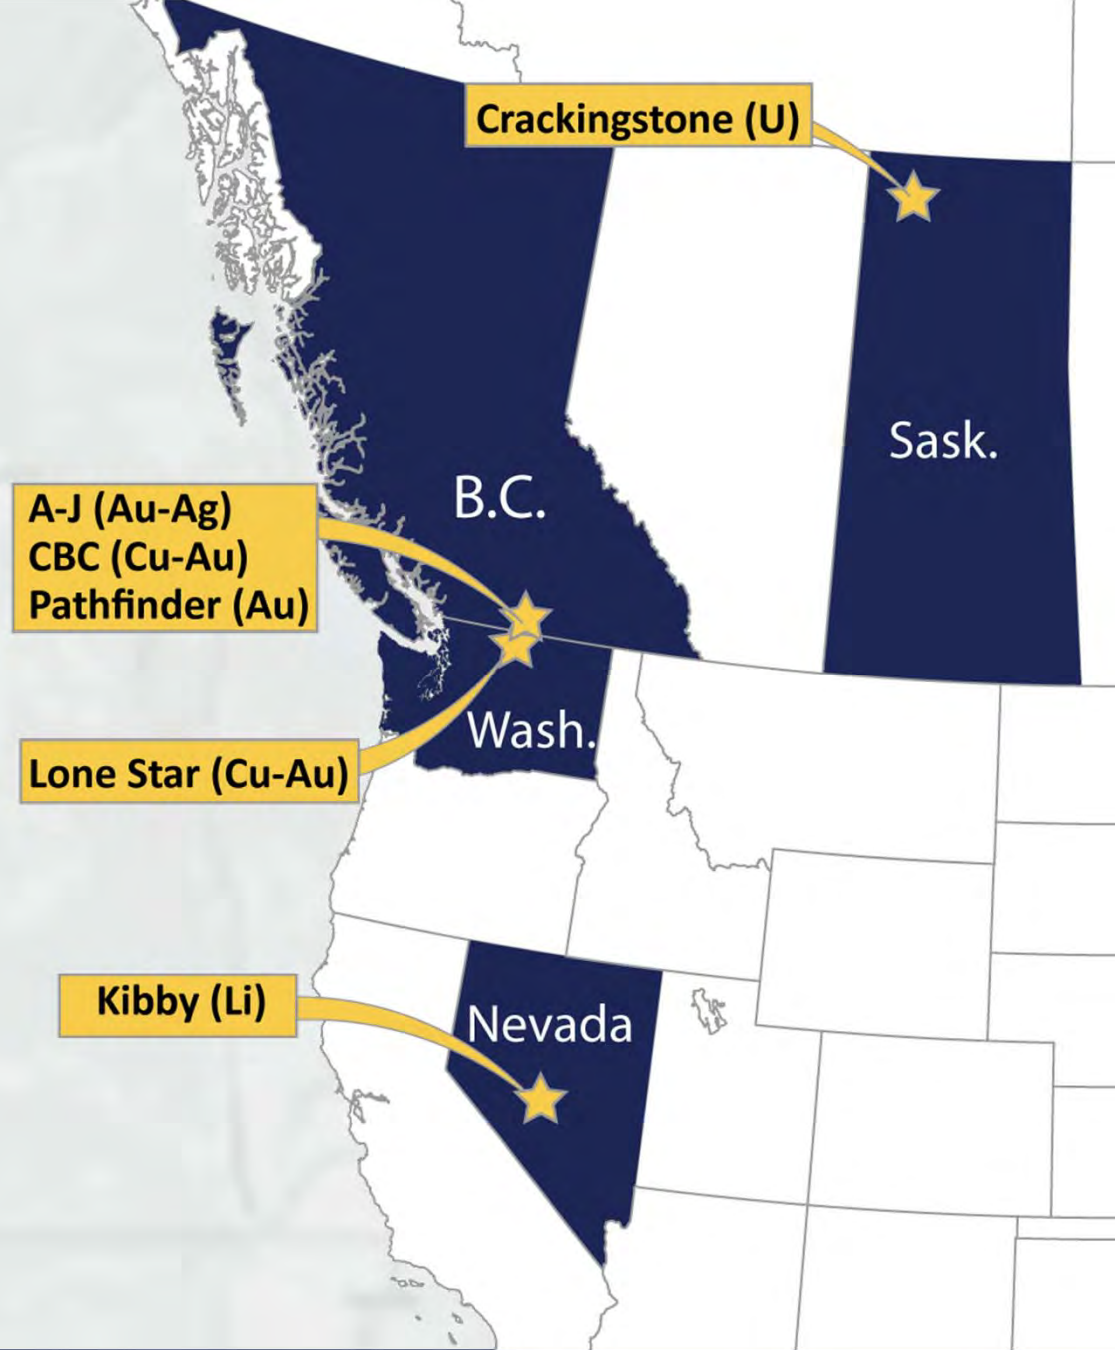 Crackingstone (U)
Sask.
B.C.
A-J (Au-Ag)
CBC (Cu-Au)
Pathfinder (Au)
Wash.
Lone Star (Cu-Au)
Kibby (Li)
Nevada